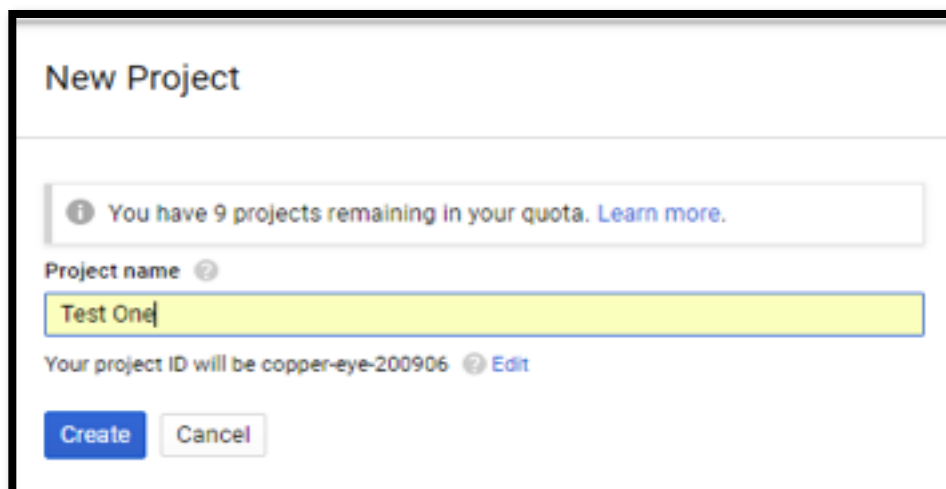 New Project
You have 9 projects remaining in your quota. Learn more.
Project name
Test One
Your project ID will be copper-eye-200906 Edit
Create Cancel